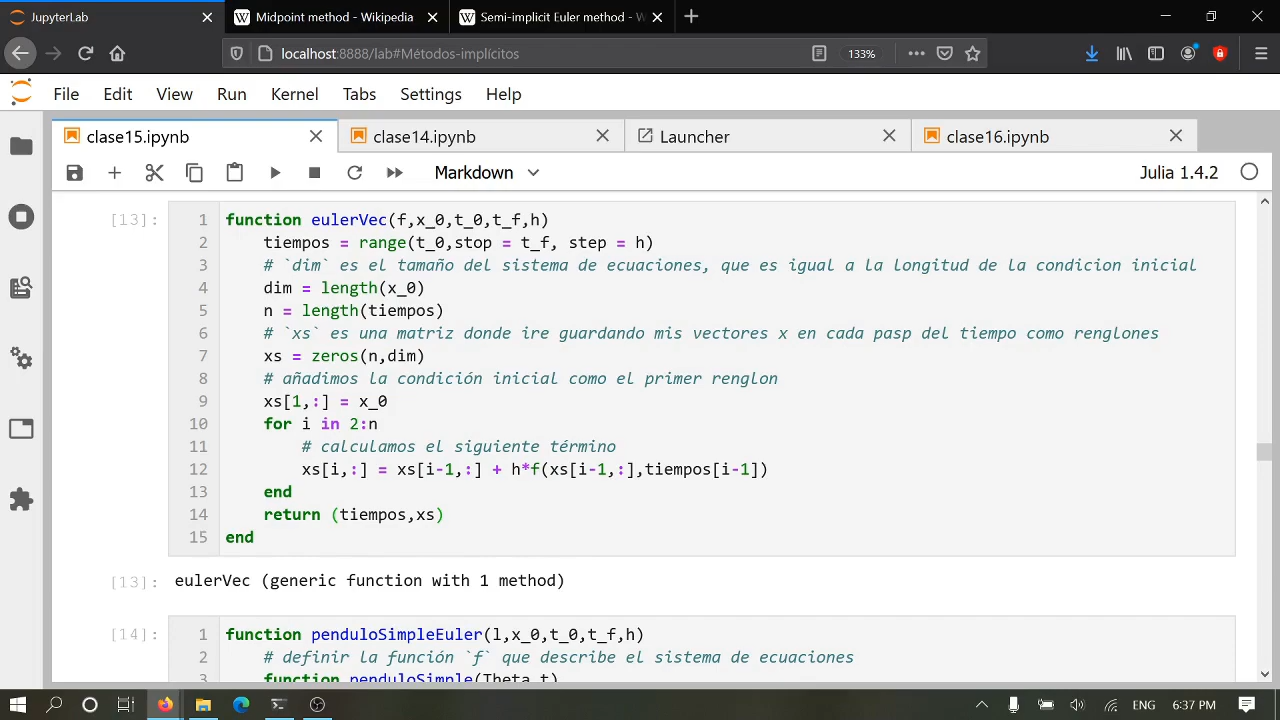 JupyterLab
Midpoint method - Wikipedia
Semi-implicit Euler method - W
localhost:8888/lab#Métodos-implícitos
133%
File Edit View Run Kernel Tabs Settings Help
clase15.ipynb
clase14.ipynb
Launcher
clase16.ipynb
Markdown
Julia 1.4.2
[13]:
1 function eulerVec(f,x_0,t_0,t_f,h)
2 tiempos = range(t_0,stop = t_f, step = h)
3 # `dim` es el tamaño del sistema de ecuaciones, que es igual a la longitud de la condicion inicial
4 dim = length(x_0)
5 n = length(tiempos)
6 # `xs` es una matriz donde ire guardando mis vectores x en cada pasp del tiempo como renglones
7 xs = zeros(n,dim)
8 # añadimos la condición inicial como el primer renglon
9 xs[1,:] = x_0
10 for i in 2:n
11 # calculamos el siguiente término
12 xs[i,:] = xs[i-1,:] + h*f(xs[i-1,:],tiempos[i-1])
13 end
14 return (tiempos,xs)
15 end
[13]: eulerVec (generic function with 1 method)
[14]:
1 function penduloSimpleEuler(l,x_0,t_0,t_f,h)
2 # definir la función `f` que describe el sistema de ecuaciones
3 function penduloSimple(Theta,t)
ENG 6:37 PM